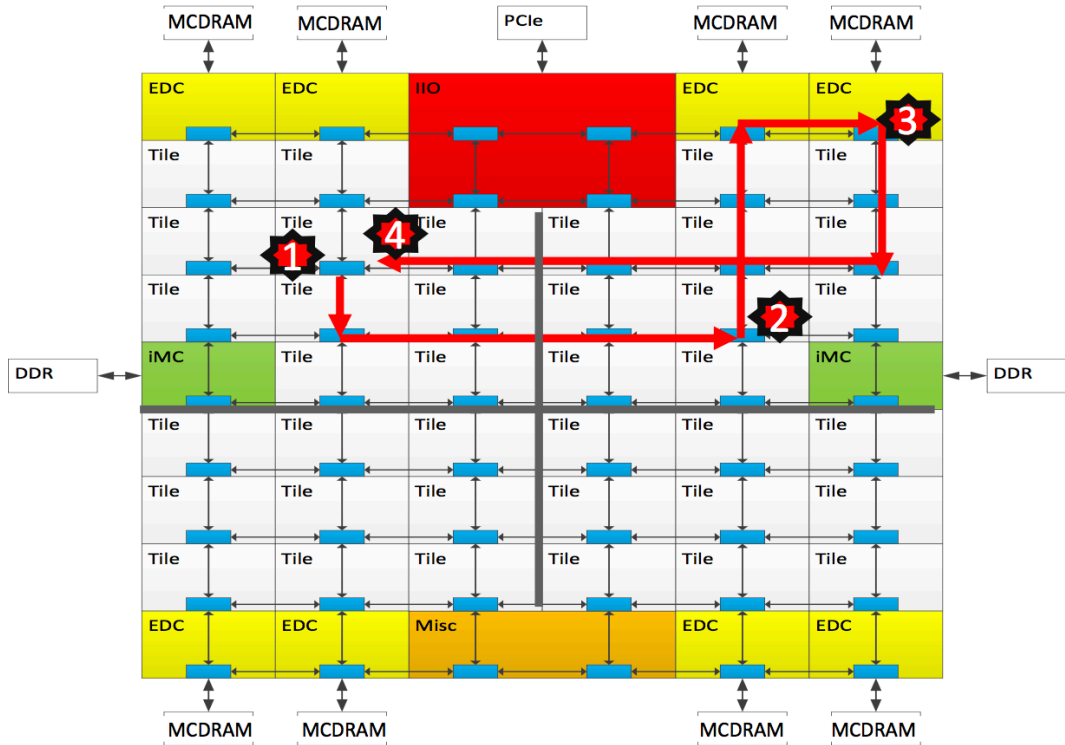 MCDRAM MCDRAM PCIe MCDRAM MCDRAM
EDC EDC IIO EDC EDC
3
Tile Tile Tile Tile
Tile Tile Tile Tile Tile Tile
1 4
Tile Tile Tile Tile Tile Tile
2
iMC Tile Tile Tile Tile iMC
DDR DDR
Tile Tile Tile Tile Tile Tile
Tile Tile Tile Tile Tile Tile
Tile Tile Tile Tile Tile Tile
EDC EDC Misc EDC EDC
MCDRAM MCDRAM MCDRAM MCDRAM